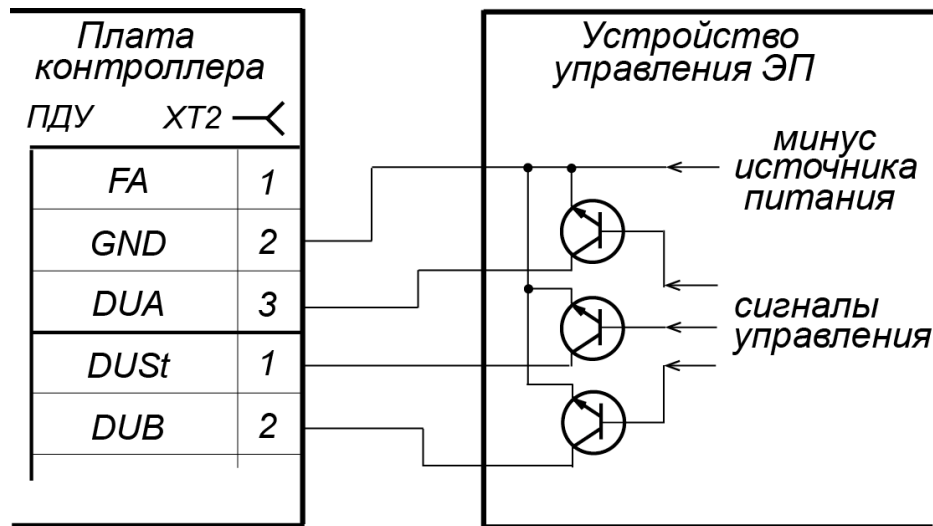 Плата
контроллера
ПДУ XT2
FA 1
GND 2
DUA 3
DUSt 1
DUB 2
Устройство
управления ЭП
минус
источника
питания
сигналы
управления